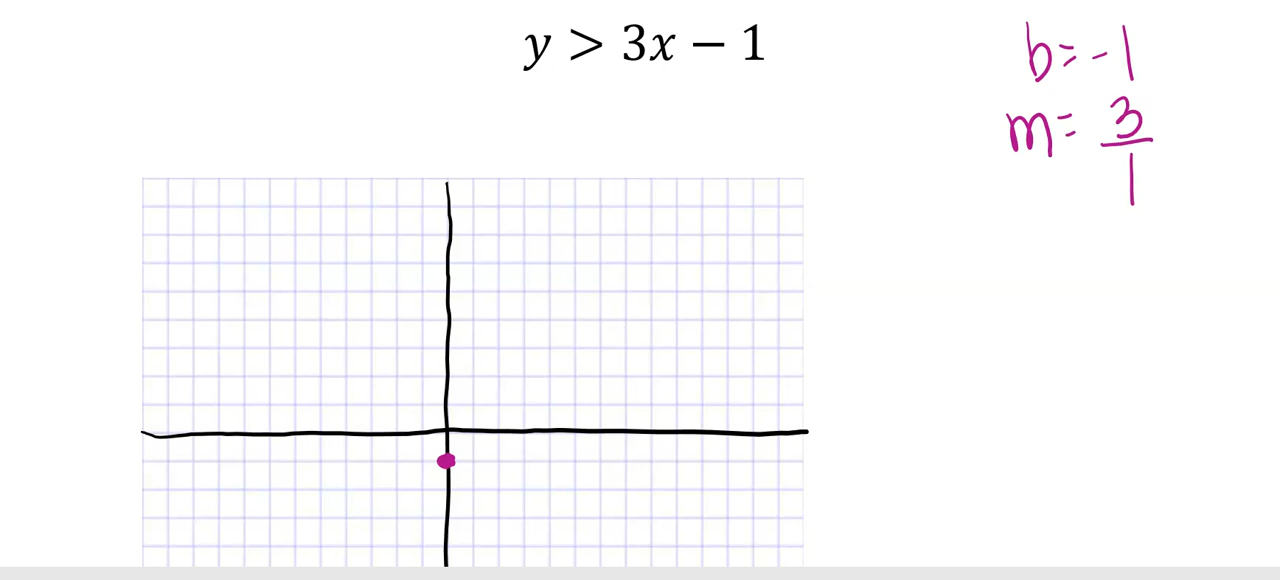 y > 3x − 1
b = -1
m = 3/1